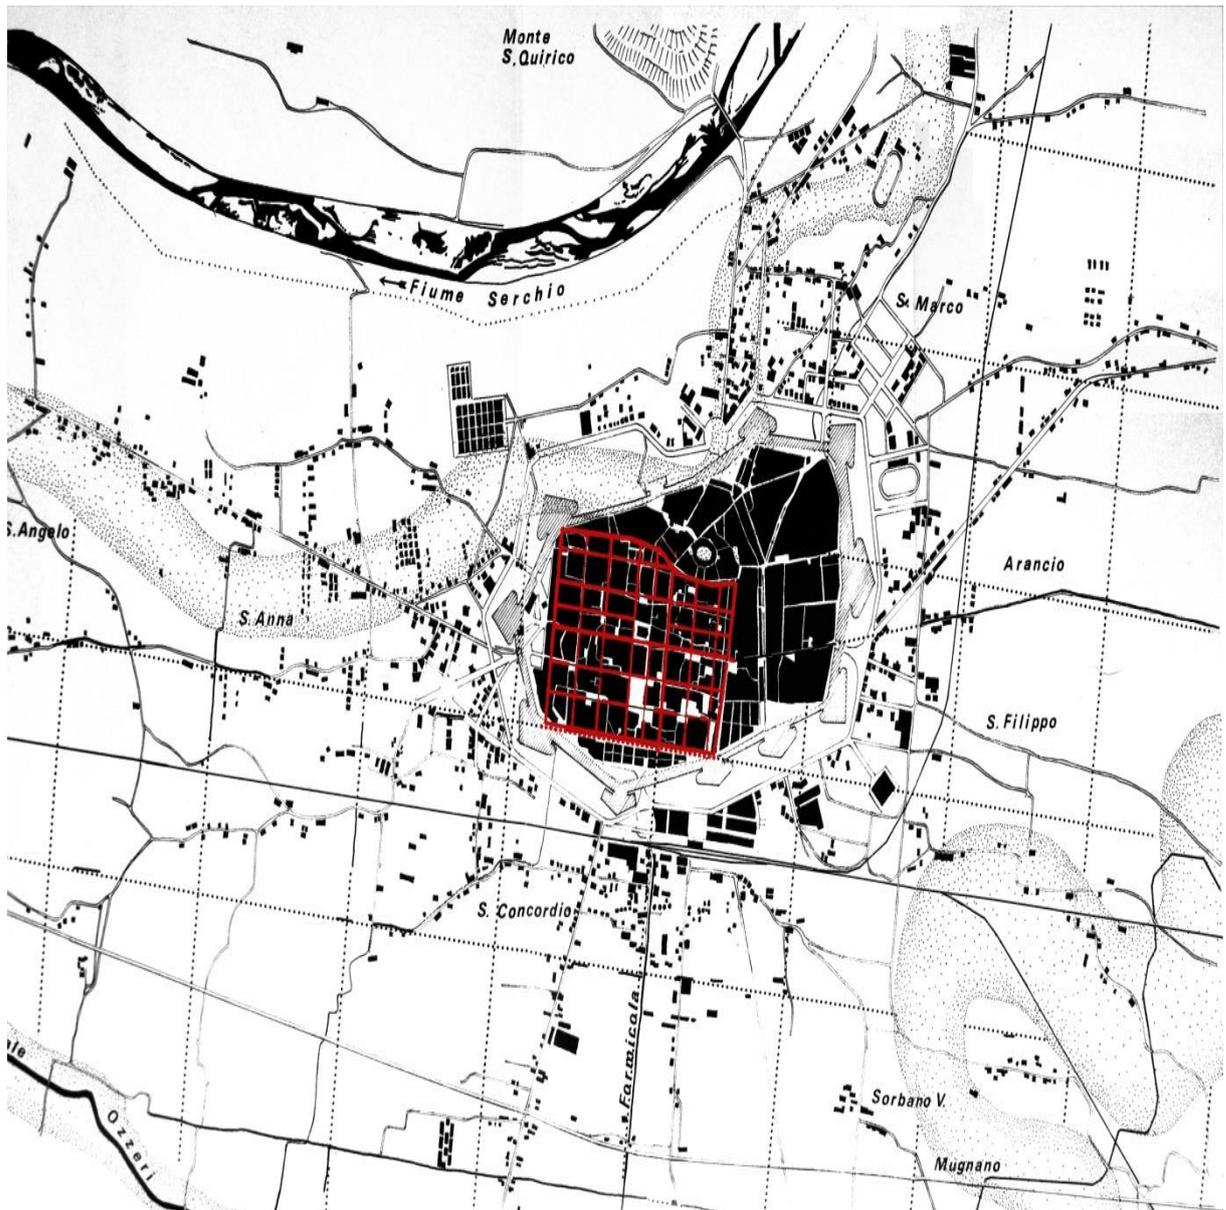 Monte
S. Quirico
Fiume Serchio
S. Marco
S. Angelo
Arancio
S. Anna
S. Filippo
S. Concordio
Formicola
Sorbano V.
Mugnano
Ozzeri